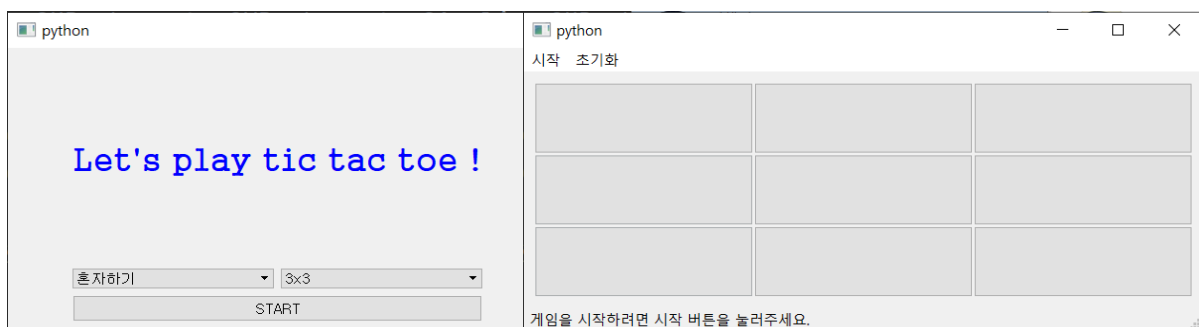 python
Let's play tic tac toe !
혼자하기 3x3
START
python
시작 초기화
게임을 시작하려면 시작 버튼을 눌러주세요.